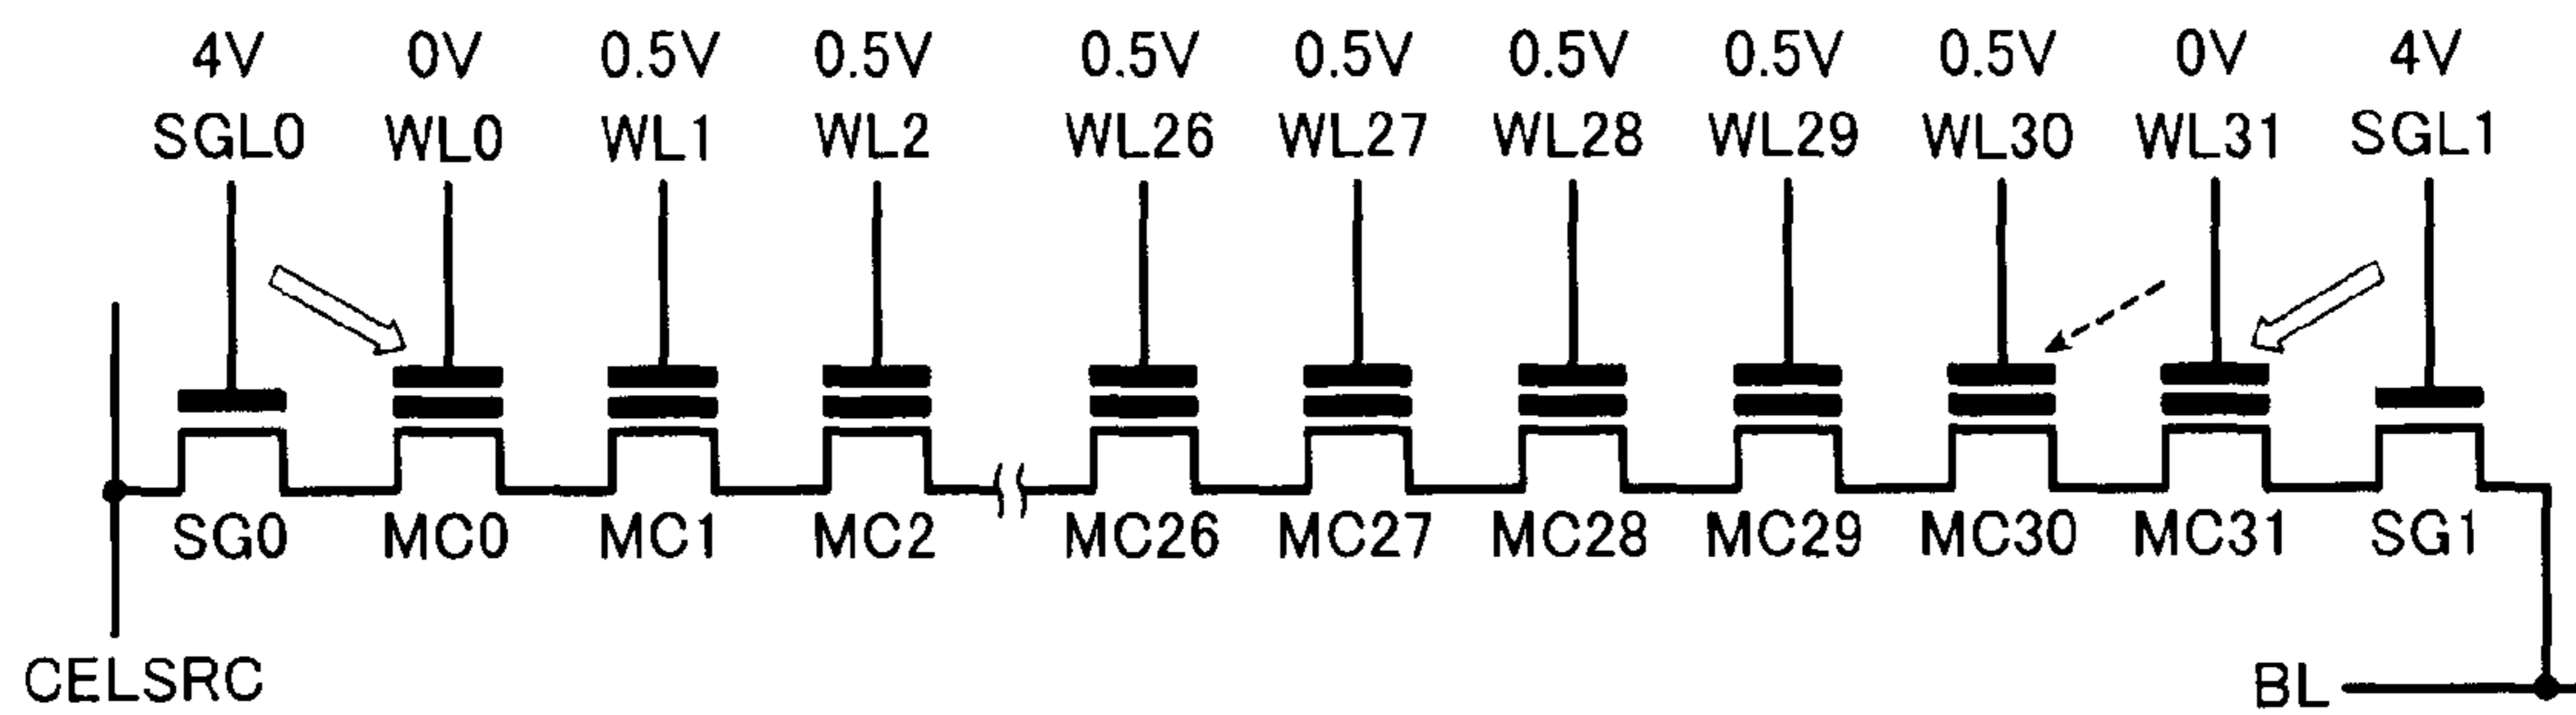 4V 0V 0.5V 0.5V 0.5V 0.5V 0.5V 0.5V 0.5V 0V 4V
SGL0 WL0 WL1 WL2 WL26 WL27 WL28 WL29 WL30 WL31 SGL1
SG0 MC0 MC1 MC2 MC26 MC27 MC28 MC29 MC30 MC31 SG1
CELSRC BL